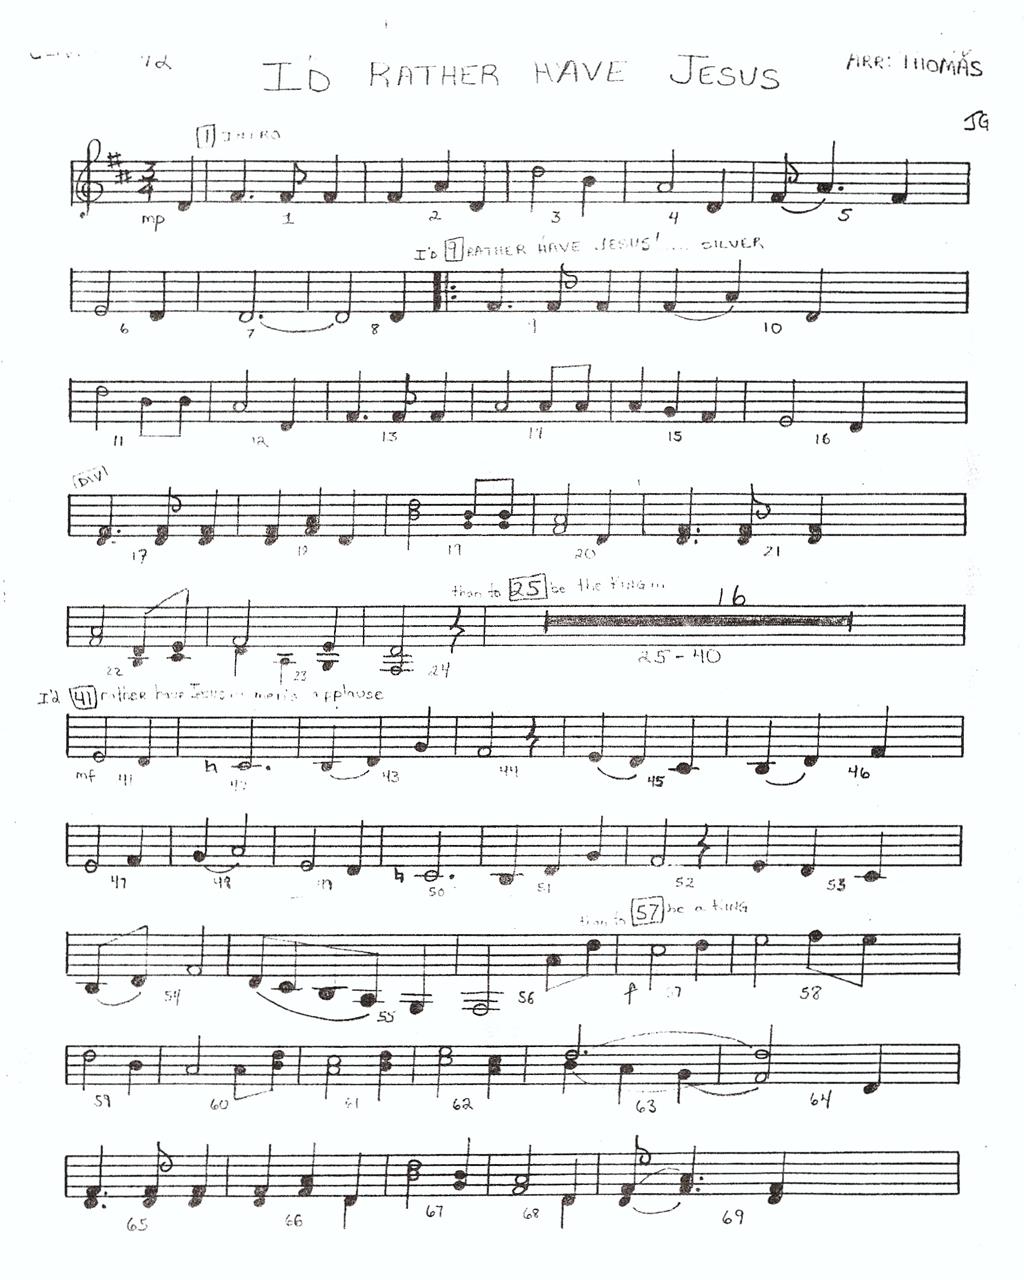 I'D RATHER HAVE JESUS ARR: THOMAS
JG
1 INTRO
3
4
mp 1 2 3 4 5
I'D 9 RATHER HAVE JESUS' ... SILVER
6 7 8 9 10
11 12 13 14 15 16
(DIV)
17 18 19 20 21
than to 25 be the King... 16
22 23 24 25-40
I'd 41 rather have Jesus.. men's applause
mf 41 42 43 44 45 46
47 48 49 50 51 52 53
than to 57 be a KING
54 55 56 f 57 58
59 60 61 62 63 64
65 66 67 68 69